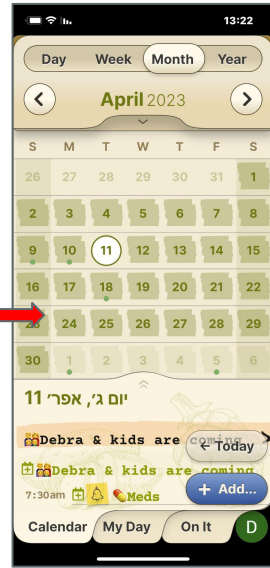 13:22
Day Week Month Year
April 2023
S M T W T F S
26 27 28 29 30 31 1
2 3 4 5 6 7 8
9 10 11 12 13 14 15
16 17 18 19 20 21 22
23 24 25 26 27 28 29
30 1 2 3 4 5 6
יום ג׳, אפר׳ 11
Debra & kids are coming
← Today
Debra & kids are coming
7:30am Meds
+ Add...
Calendar My Day On It D